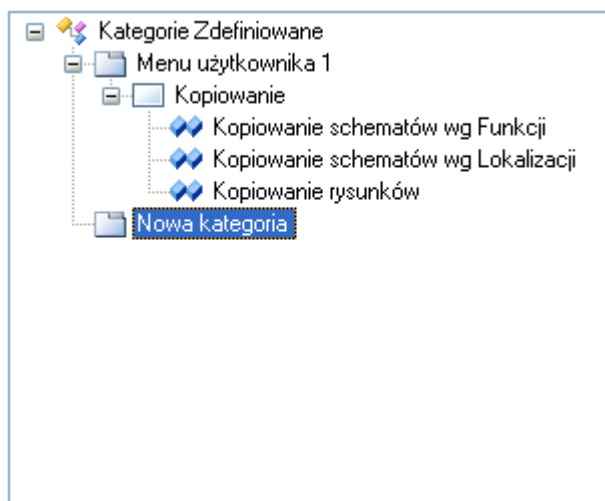 Kategorie Zdefiniowane
Menu użytkownika 1
Kopiowanie
Kopiowanie schematów wg Funkcji
Kopiowanie schematów wg Lokalizacji
Kopiowanie rysunków
Nowa kategoria